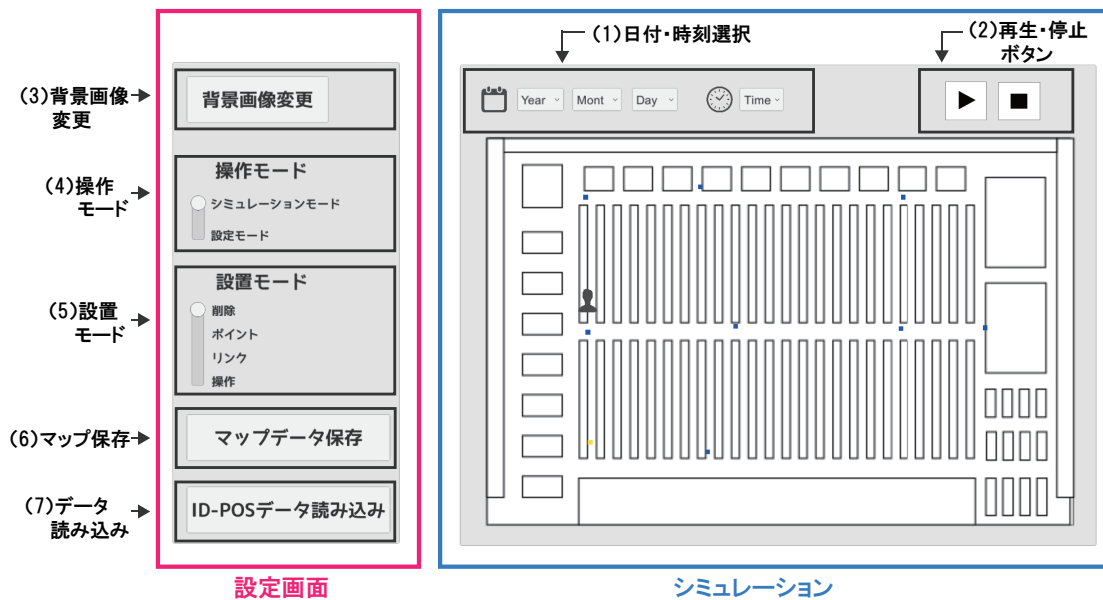 (1)日付・時刻選択
(2)再生・停止
ボタン
(3)背景画像
変更
背景画像変更
Year
Mont
Day
Time
(4)操作
モード
操作モード
シミュレーションモード
設定モード
(5)設置
モード
設置モード
削除
ポイント
リンク
操作
(6)マップ保存
マップデータ保存
(7)データ
読み込み
ID-POSデータ読み込み
設定画面
シミュレーション